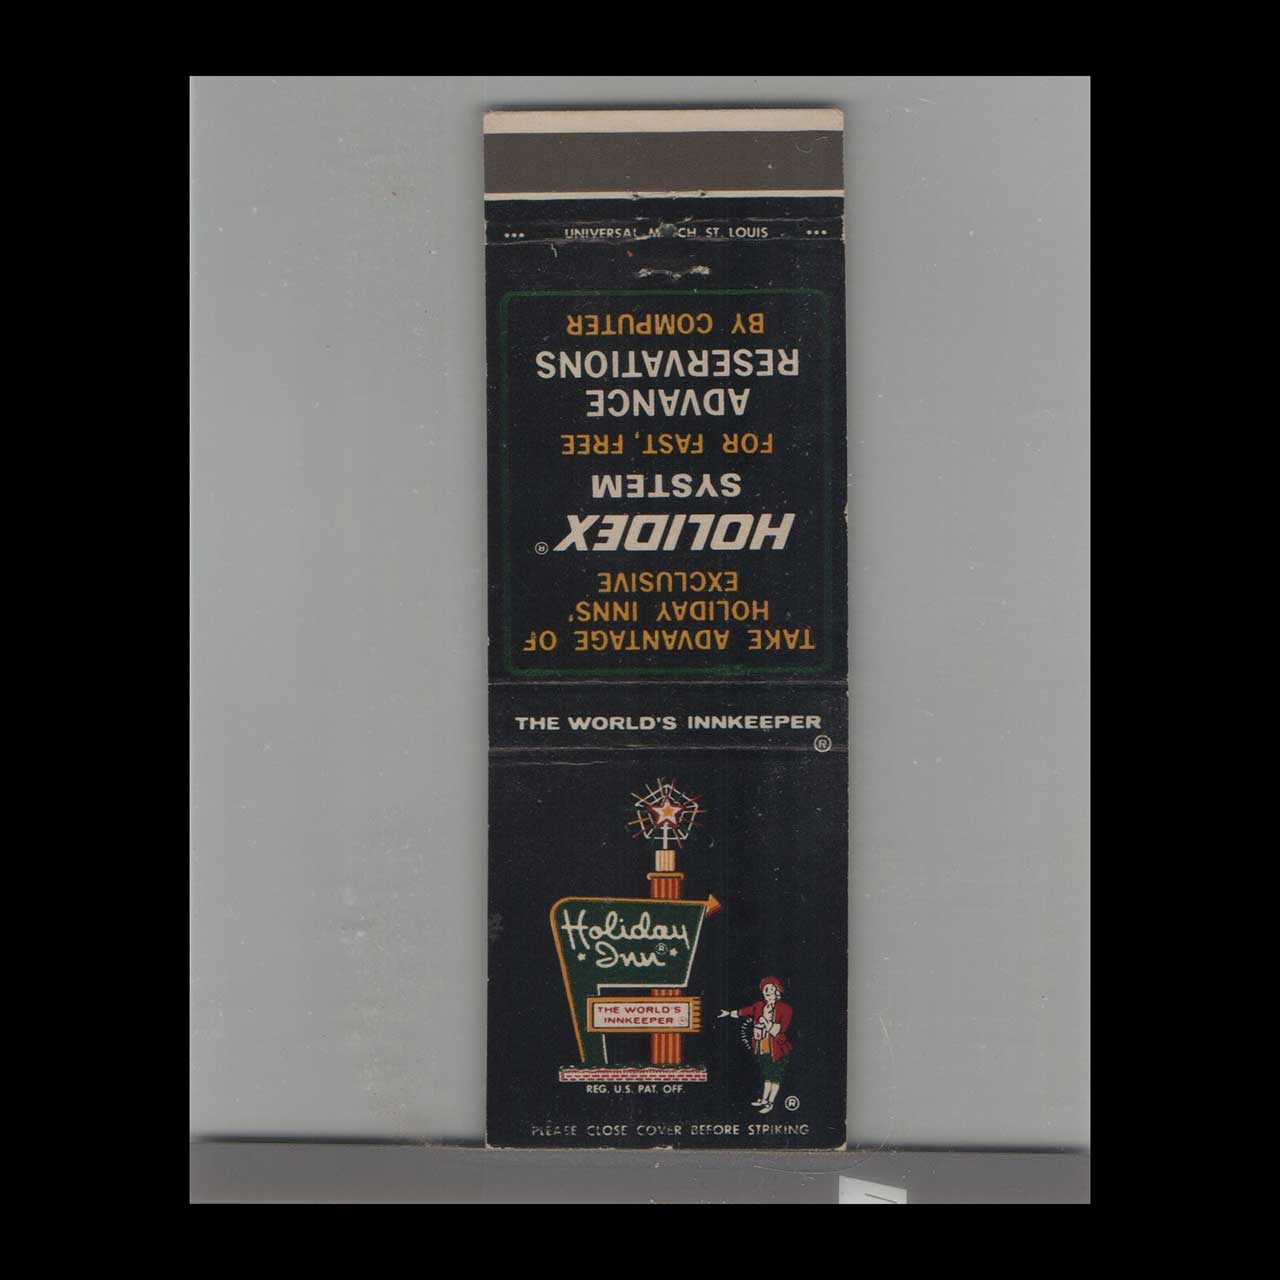 UNIVERSAL MATCH ST. LOUIS
TAKE ADVANTAGE OF
HOLIDAY INNS'
EXCLUSIVE
HOLIDEX®
SYSTEM
FOR FAST, FREE
ADVANCE
RESERVATIONS
BY COMPUTER
THE WORLD'S INNKEEPER
®
Holiday
Inn®
THE WORLD'S
INNKEEPER ®
REG. U.S. PAT. OFF.
®
PLEASE CLOSE COVER BEFORE STRIKING